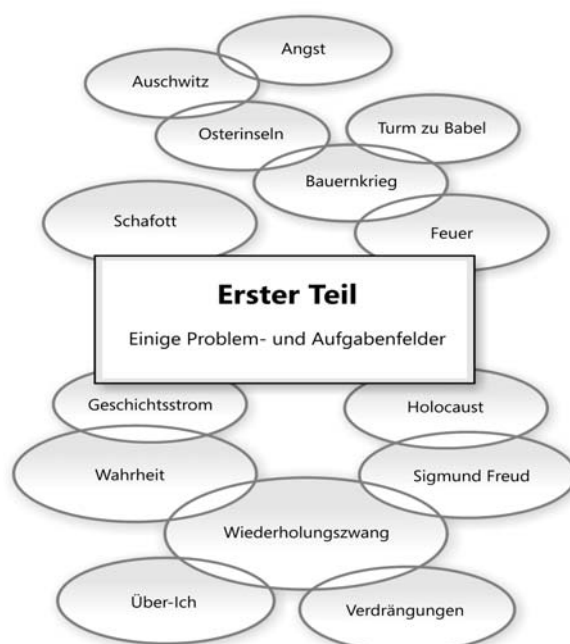 Angst
Auschwitz
Osterinseln
Turm zu Babel
Bauernkrieg
Schafott
Feuer
Erster Teil
Einige Problem- und Aufgabenfelder
Geschichtsstrom
Holocaust
Wahrheit
Sigmund Freud
Wiederholungszwang
Über-Ich
Verdrängungen